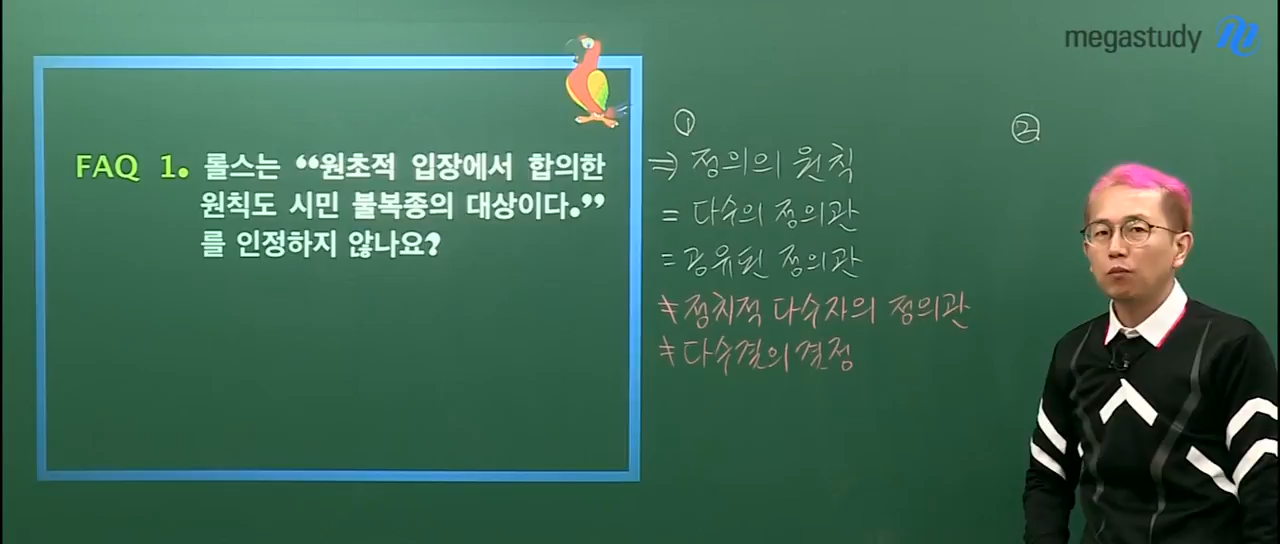 megastudy
FAQ 1. 롤스는 “원초적 입장에서 합의한
원칙도 시민 불복종의 대상이다.”
를 인정하지 않나요?
①
⇒ 정의의 원칙
= 다수의 정의관
= 공유된 정의관
≠ 정치적 다수자의 정의관
≠ 다수결의 결정
②